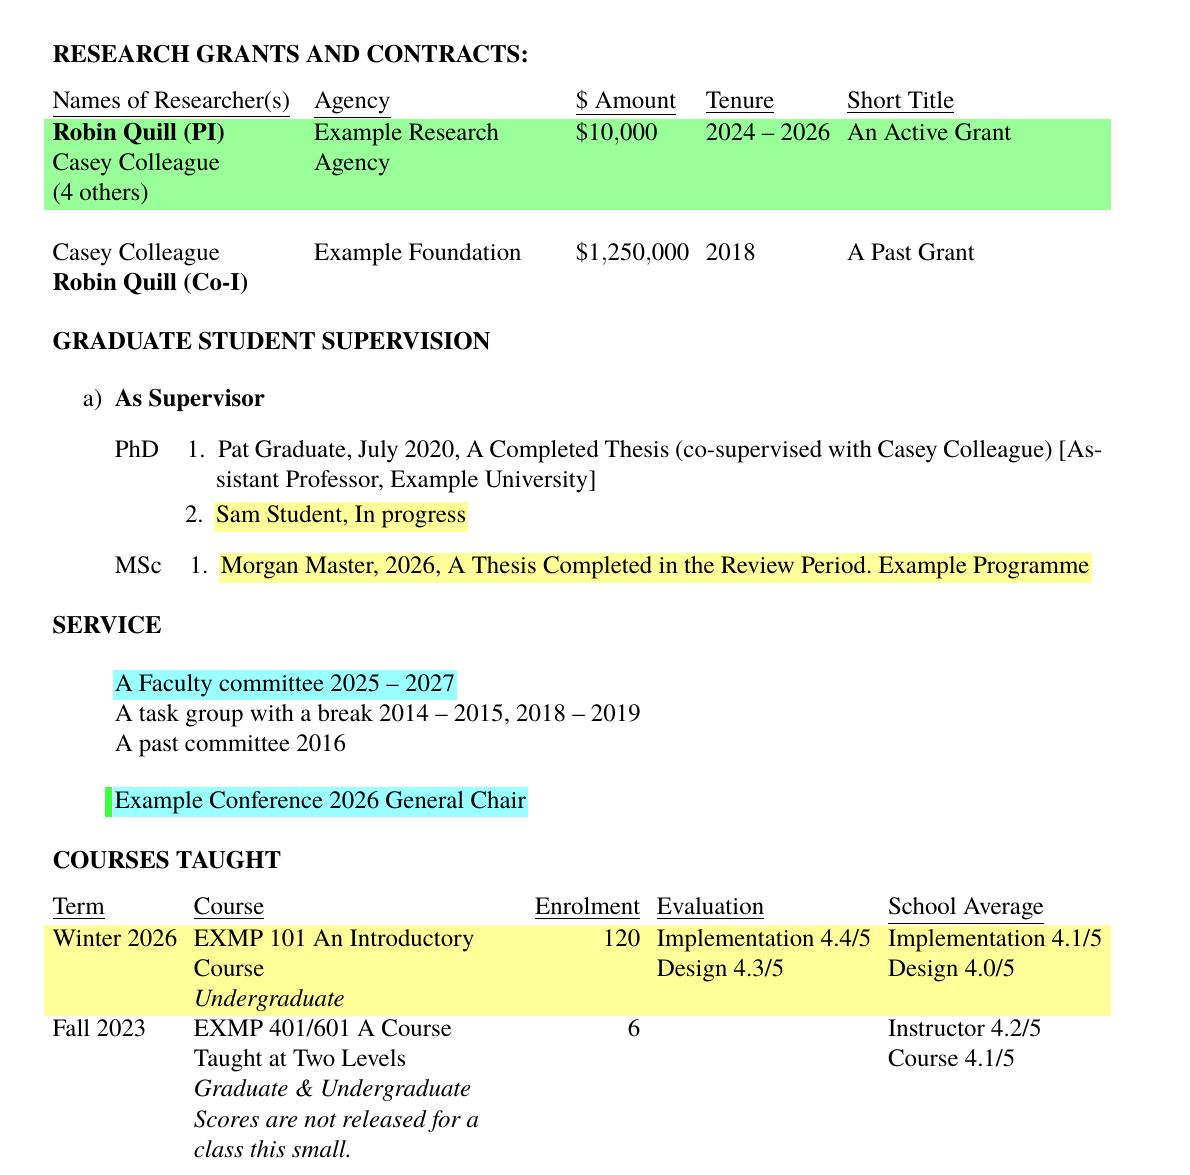 RESEARCH GRANTS AND CONTRACTS:
Names of Researcher(s) Agency $ Amount Tenure Short Title
Robin Quill (PI) Example Research $10,000 2024 – 2026 An Active Grant
Casey Colleague Agency
(4 others)
Casey Colleague Example Foundation $1,250,000 2018 A Past Grant
Robin Quill (Co-I)
GRADUATE STUDENT SUPERVISION
a) As Supervisor
PhD 1. Pat Graduate, July 2020, A Completed Thesis (co-supervised with Casey Colleague) [As-
sistant Professor, Example University]
2. Sam Student, In progress
MSc 1. Morgan Master, 2026, A Thesis Completed in the Review Period. Example Programme
SERVICE
A Faculty committee 2025 – 2027
A task group with a break 2014 – 2015, 2018 – 2019
A past committee 2016
Example Conference 2026 General Chair
COURSES TAUGHT
Term Course Enrolment Evaluation School Average
Winter 2026 EXMP 101 An Introductory 120 Implementation 4.4/5 Implementation 4.1/5
Course Design 4.3/5 Design 4.0/5
Undergraduate
Fall 2023 EXMP 401/601 A Course 6 Instructor 4.2/5
Taught at Two Levels Course 4.1/5
Graduate & Undergraduate
Scores are not released for a
class this small.